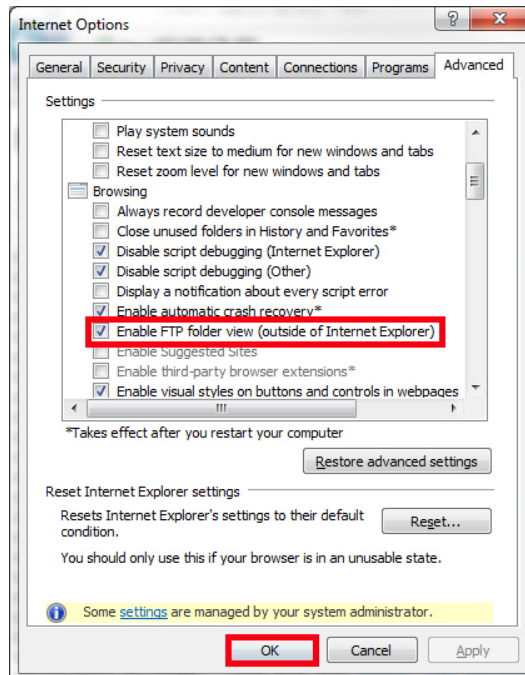 Internet Options
General Security Privacy Content Connections Programs Advanced
Settings
Play system sounds
Reset text size to medium for new windows and tabs
Reset zoom level for new windows and tabs
Browsing
Always record developer console messages
Close unused folders in History and Favorites*
Disable script debugging (Internet Explorer)
Disable script debugging (Other)
Display a notification about every script error
Enable automatic crash recovery*
Enable FTP folder view (outside of Internet Explorer)
Enable Suggested Sites
Enable third-party browser extensions*
Enable visual styles on buttons and controls in webpages
*Takes effect after you restart your computer
Restore advanced settings
Reset Internet Explorer settings
Resets Internet Explorer's settings to their default
condition.
Reset...
You should only use this if your browser is in an unusable state.
Some settings are managed by your system administrator.
OK Cancel Apply